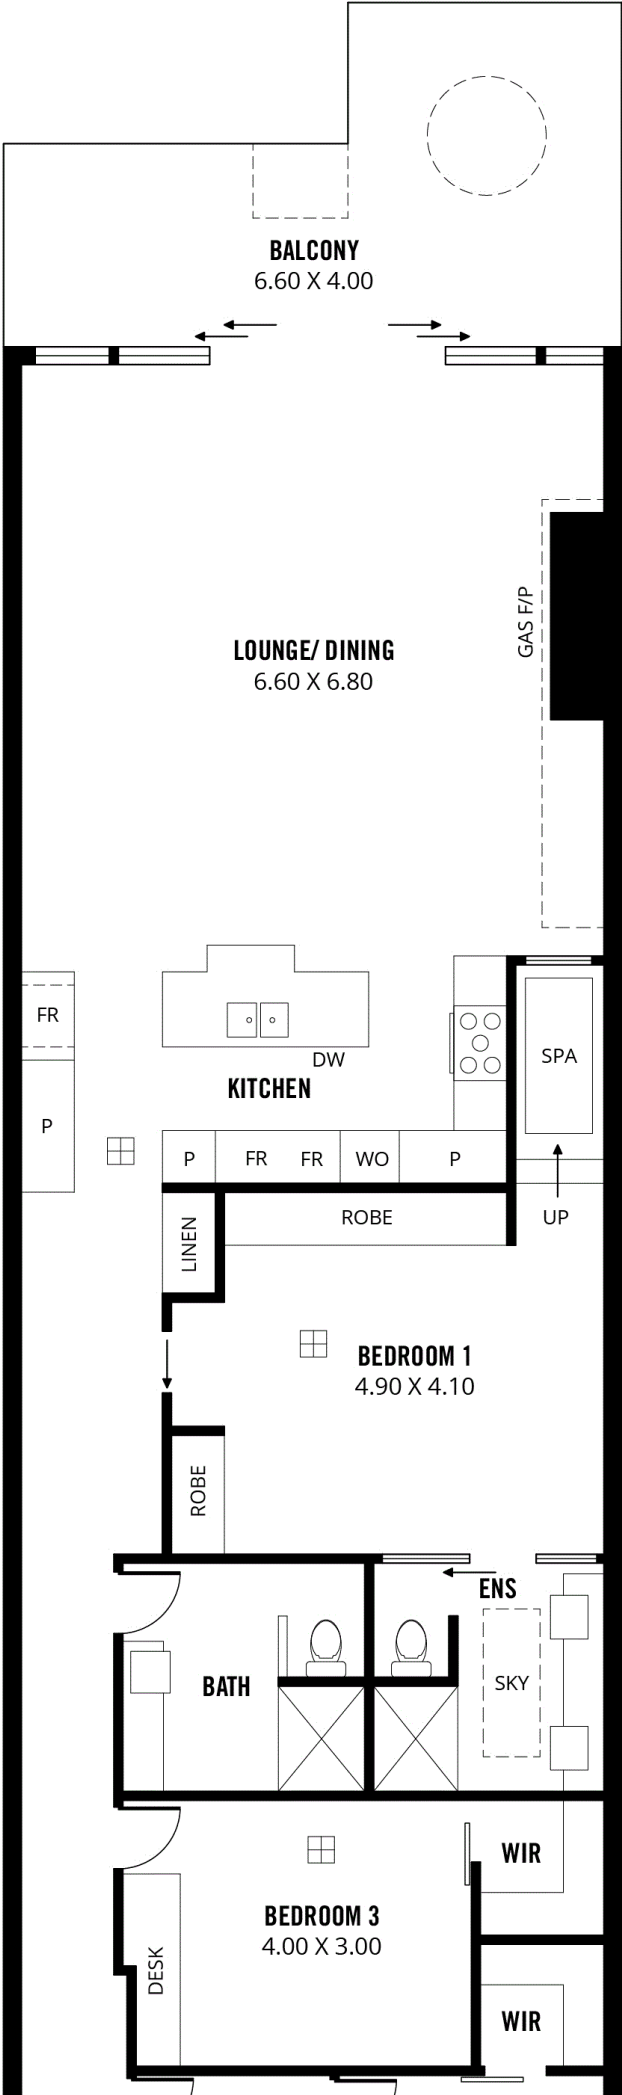 BALCONY
6.60 X 4.00
GAS F/P
LOUNGE/ DINING
6.60 X 6.80
FR
SPA
DW
KITCHEN
P
P
FR
FR
WO
P
LINEN
ROBE
UP
BEDROOM 1
4.90 X 4.10
ROBE
ENS
BATH
SKY
WIR
BEDROOM 3
4.00 X 3.00
DESK
WIR